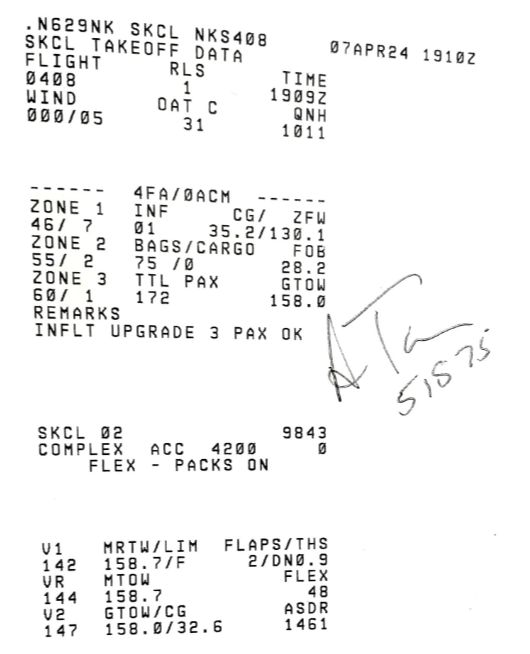 .N629NK SKCL NKS408 07APR24 1910Z
SKCL TAKEOFF DATA
FLIGHT RLS TIME
0408 1 1909Z
WIND OAT C QNH
000/05 31 1011
------ 4FA/0ACM ------
ZONE 1 INF CG/ ZFW
46/ 7 01 35.2/130.1
ZONE 2 BAGS/CARGO FOB
55/ 2 75 /0 28.2
ZONE 3 TTL PAX GTOW
60/ 1 172 158.0
REMARKS
INFLT UPGRADE 3 PAX OK
51575
SKCL 02 9843
COMPLEX ACC 4200 0
FLEX - PACKS ON
V1 MRTW/LIM FLAPS/THS
142 158.7/F 2/DN0.9
VR MTOW FLEX
144 158.7 48
V2 GTOW/CG ASDR
147 158.0/32.6 1461